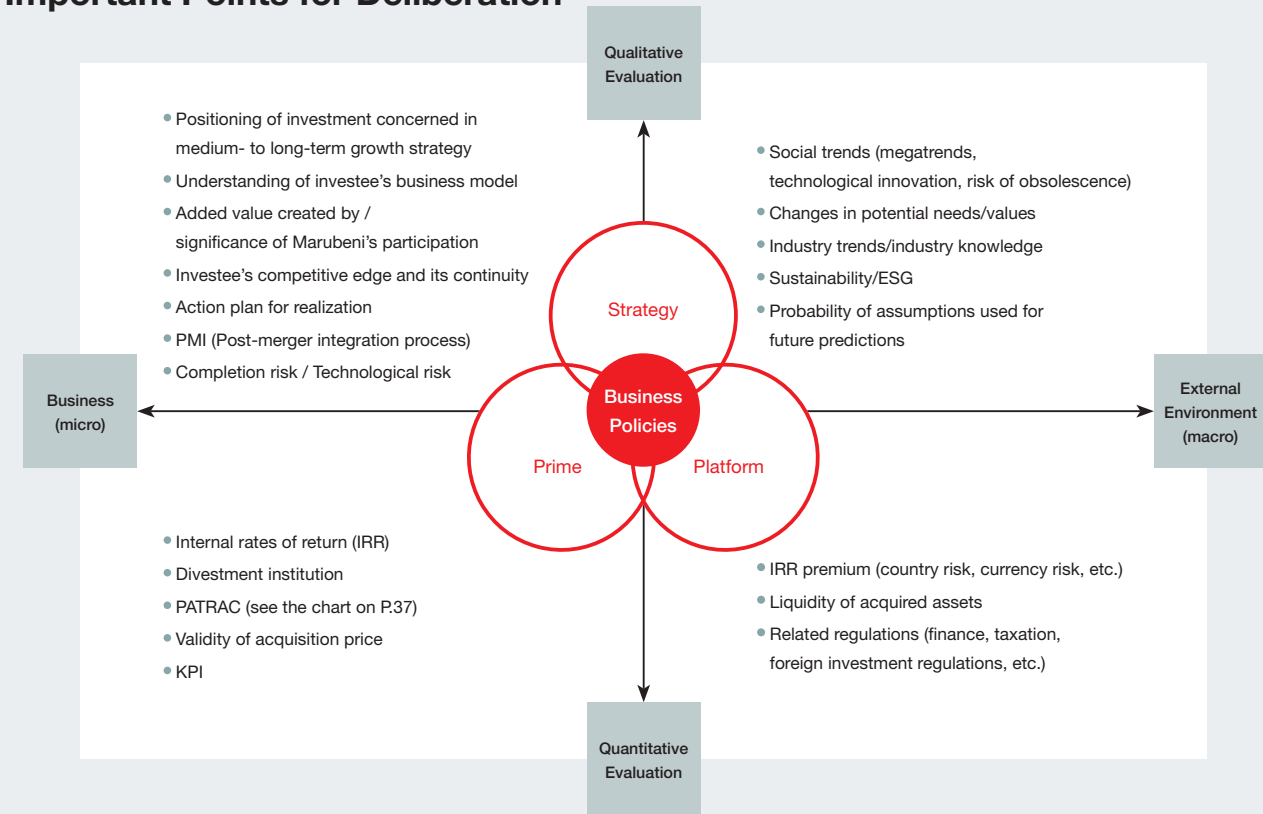 Important Points for Deliberation
Qualitative
Evaluation
• Positioning of investment concerned in
medium- to long-term growth strategy
• Understanding of investee's business model
• Added value created by /
significance of Marubeni's participation
• Investee's competitive edge and its continuity
• Action plan for realization
• PMI (Post-merger integration process)
• Completion risk / Technological risk
• Social trends (megatrends,
technological innovation, risk of obsolescence)
• Changes in potential needs/values
• Industry trends/industry knowledge
• Sustainability/ESG
• Probability of assumptions used for
future predictions
Strategy
Business
(micro)
Business
Policies
External
Environment
(macro)
Prime
Platform
• Internal rates of return (IRR)
• Divestment institution
• PATRAC (see the chart on P.37)
• Validity of acquisition price
• KPI
• IRR premium (country risk, currency risk, etc.)
• Liquidity of acquired assets
• Related regulations (finance, taxation,
foreign investment regulations, etc.)
Quantitative
Evaluation